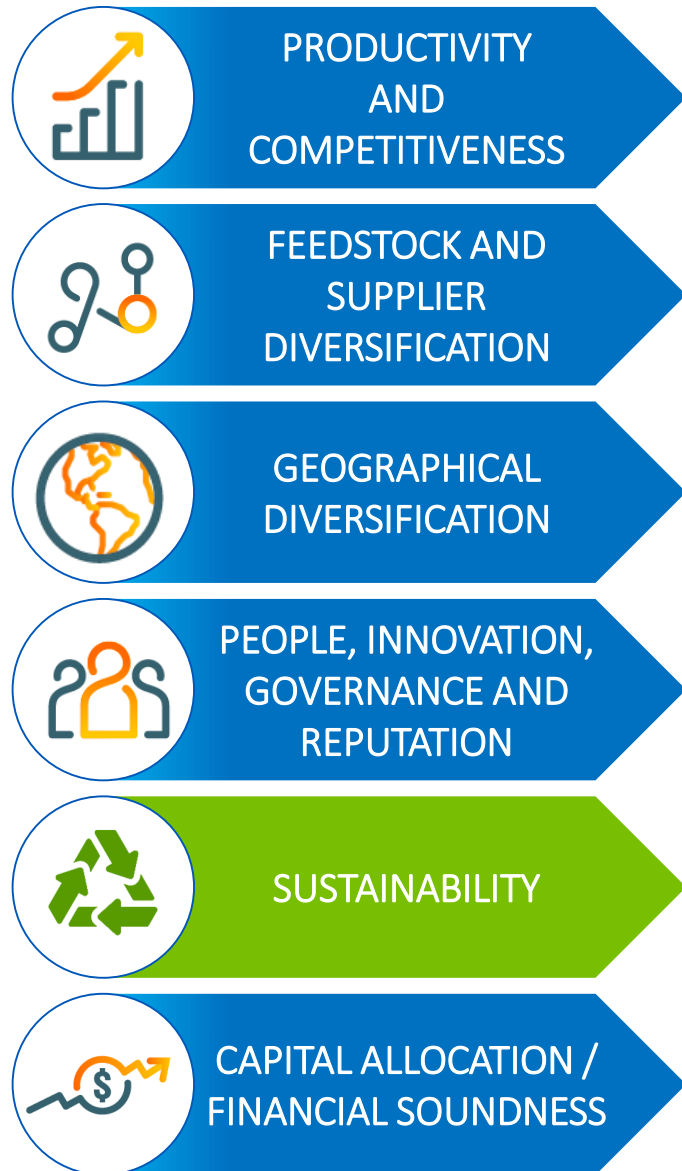 PRODUCTIVITY
AND
COMPETITIVENESS
FEEDSTOCK AND
SUPPLIER
DIVERSIFICATION
GEOGRAPHICAL
DIVERSIFICATION
PEOPLE, INNOVATION,
GOVERNANCE AND
REPUTATION
SUSTAINABILITY
$
CAPITAL ALLOCATION /
FINANCIAL SOUNDNESS